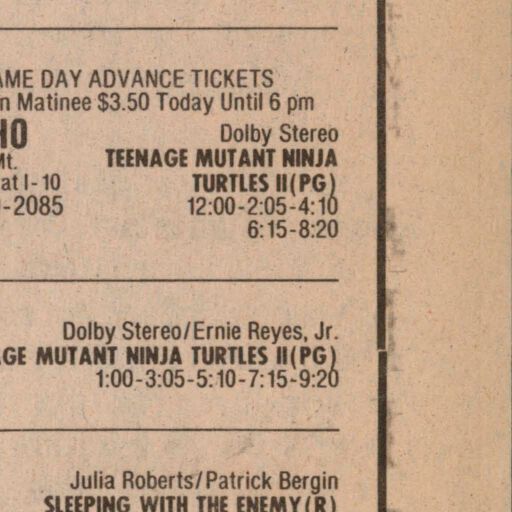 AME DAY ADVANCE TICKETS
n Matinee $3.50 Today Until 6 pm
HO Dolby Stereo
Mt. TEENAGE MUTANT NINJA
at I-10 TURTLES II(PG)
-2085 12:00-2:05-4:10
6:15-8:20
Dolby Stereo/Ernie Reyes, Jr.
GE MUTANT NINJA TURTLES II(PG)
1:00-3:05-5:10-7:15-9:20
Julia Roberts/Patrick Bergin
SLEEPING WITH THE ENEMY(R)